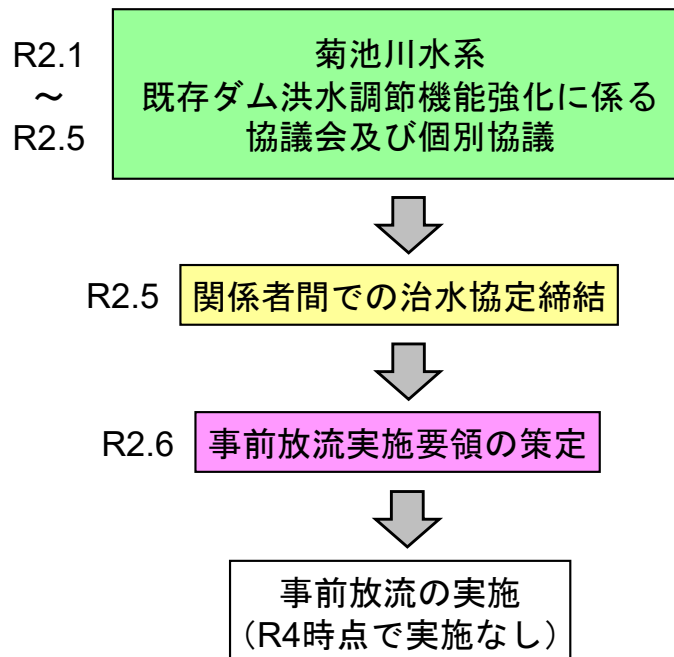 R2.1
～
R2.5
菊池川水系
既存ダム洪水調節機能強化に係る
協議会及び個別協議
R2.5
関係者間での治水協定締結
R2.6
事前放流実施要領の策定
事前放流の実施
（R4時点で実施なし）